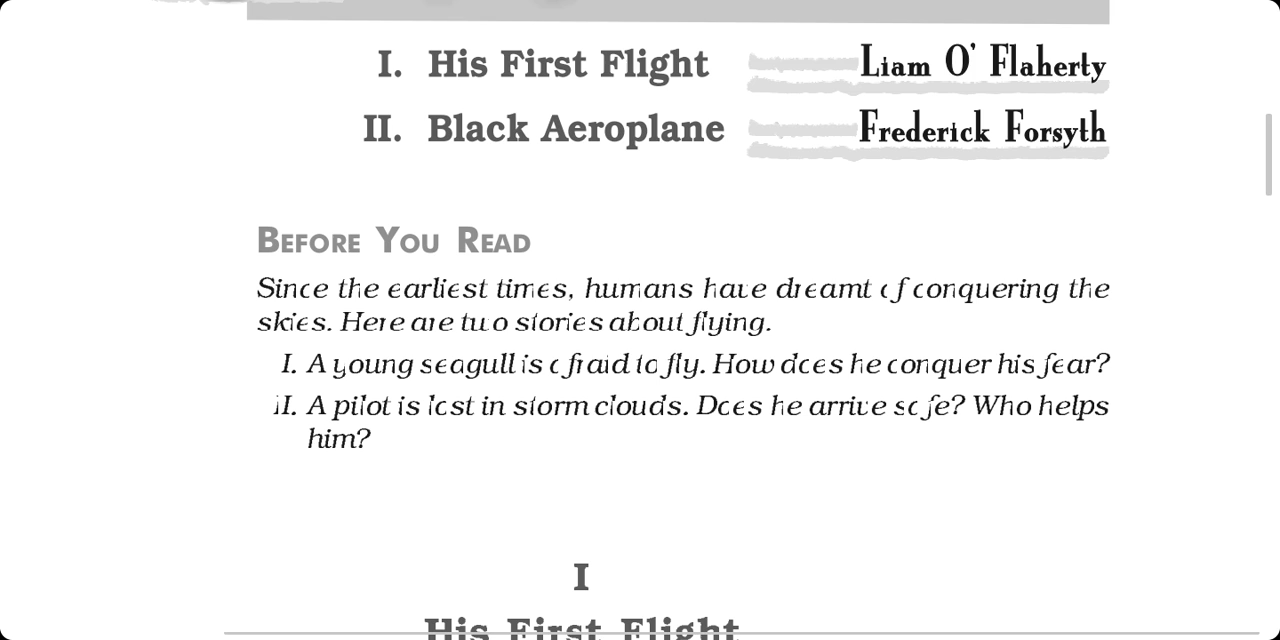 I. His First Flight Liam O' Flaherty
II. Black Aeroplane Frederick Forsyth
BEFORE YOU READ
Since the earliest times, humans have dreamt of conquering the
skies. Here are two stories about flying.
I. A young seagull is afraid to fly. How does he conquer his fear?
II. A pilot is lost in storm clouds. Does he arrive safe? Who helps
him?
I
His First Flight